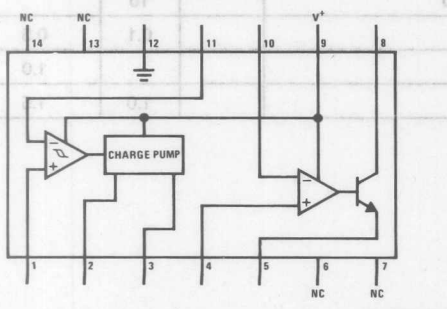 NC NC V+
14 13 12 11 10 9 8
CHARGE PUMP
− +
− +
1 2 3 4 5 6 7
NC NC